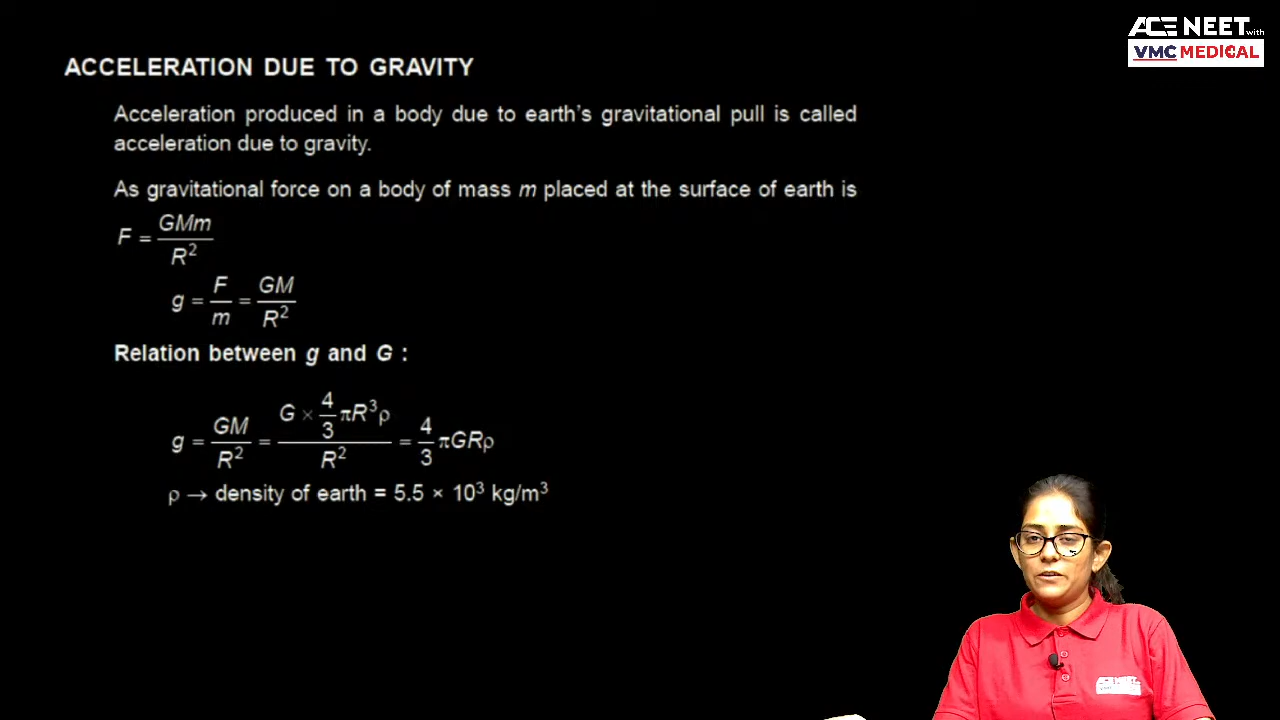 ACE NEET with
VMC MEDICAL
ACCELERATION DUE TO GRAVITY
Acceleration produced in a body due to earth's gravitational pull is called
acceleration due to gravity.
As gravitational force on a body of mass m placed at the surface of earth is
F = GMm / R²
g = F/m = GM/R²
Relation between g and G :
g = GM/R² = (G × 4/3 πR³ρ) / R² = 4/3 πGRρ
ρ → density of earth = 5.5 × 10³ kg/m³
ACE NEET